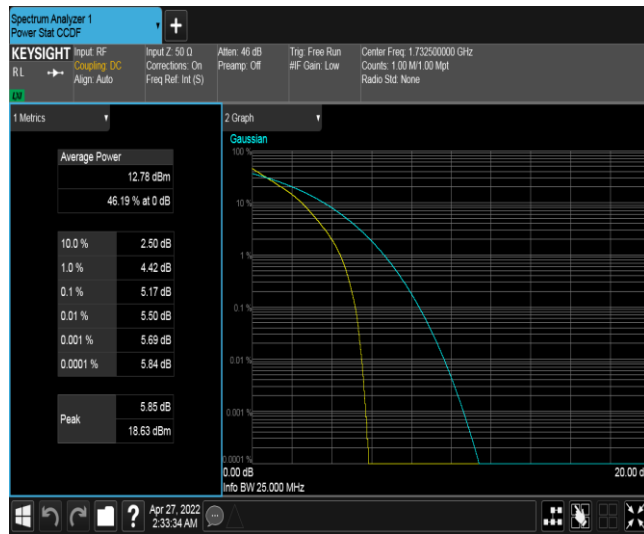 Spectrum Analyzer 1
Power Stat CCDF
+
KEYSIGHT
RL
LXI
Input: RF
Coupling: DC
Align: Auto
Input Z: 50 Ω
Corrections: On
Freq Ref: Int (S)
Atten: 46 dB
Preamp: Off
Trig: Free Run
#IF Gain: Low
Center Freq: 1.732500000 GHz
Counts: 1.00 M/1.00 Mpt
Radio Std: None
1 Metrics
Average Power
12.78 dBm
46.19 % at 0 dB
10.0 % 2.50 dB
1.0 % 4.42 dB
0.1 % 5.17 dB
0.01 % 5.50 dB
0.001 % 5.69 dB
0.0001 % 5.84 dB
Peak
5.85 dB
18.63 dBm
2 Graph
Gaussian
100 %
10 %
1 %
0.1 %
0.01 %
0.001 %
0.0001 %
0.00 dB
20.00 d
Info BW 25.000 MHz
?
Apr 27, 2022
2:33:34 AM